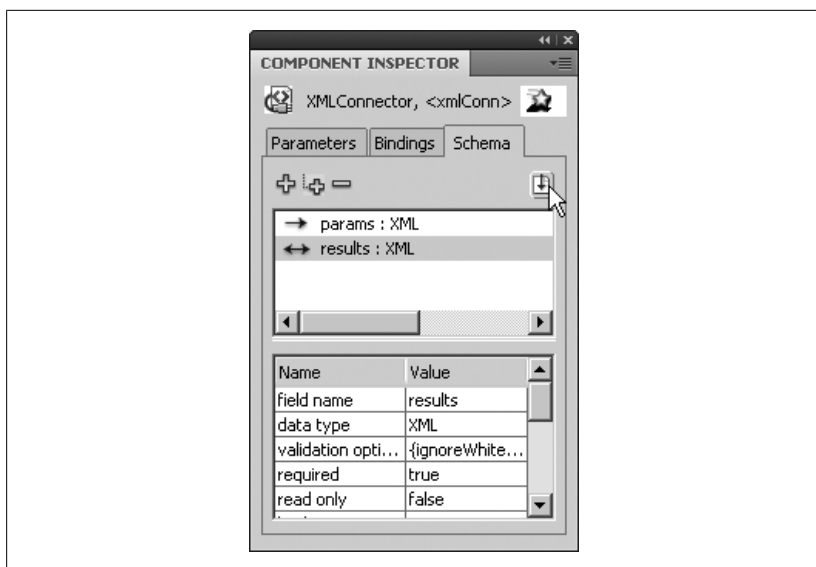 COMPONENT INSPECTOR
XMLConnector, <xmlConn>
Parameters Bindings Schema
params : XML
results : XML
Name Value
field name results
data type XML
validation opti... {ignoreWhite...
required true
read only false